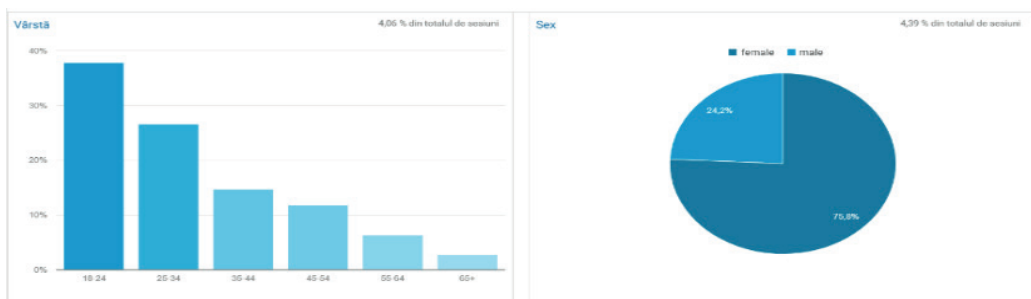 Vârstă
4,06 % din totalul de sesiuni
40%
30%
20%
10%
0%
18-24
25-34
35-44
45-54
55-64
65+
Sex
4,39 % din totalul de sesiuni
female
male
24,2%
75,8%